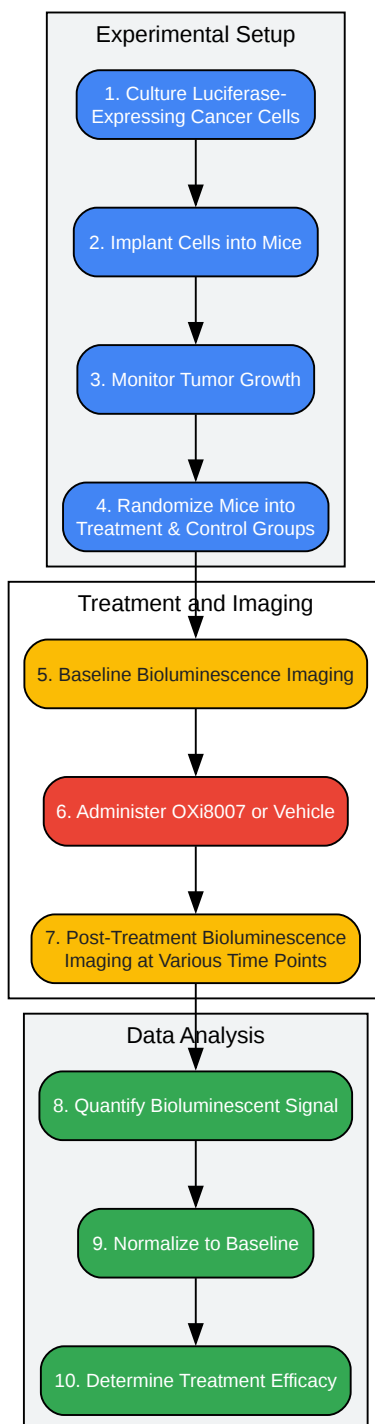 Experimental Setup
1. Culture Luciferase-
Expressing Cancer Cells
2. Implant Cells into Mice
3. Monitor Tumor Growth
4. Randomize Mice into
Treatment & Control Groups
Treatment and Imaging
5. Baseline Bioluminescence Imaging
6. Administer OXi8007 or Vehicle
7. Post-Treatment Bioluminescence
Imaging at Various Time Points
Data Analysis
8. Quantify Bioluminescent Signal
9. Normalize to Baseline
10. Determine Treatment Efficacy